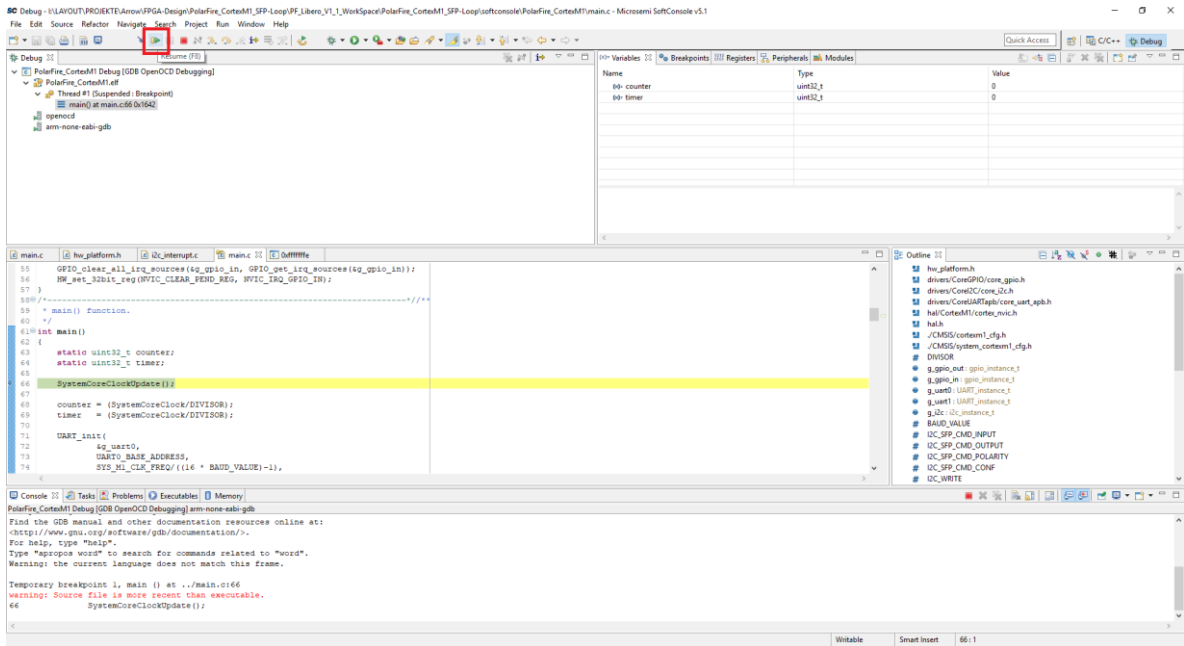 SC Debug - I:\LAYOUT\PROJEKTE\Arrow\FPGA-Design\PolarFire_CortexM1_SFP-Loop\PF_Libero_V1_1_WorkSpace\PolarFire_CortexM1_SFP-Loop\softconsole\PolarFire_CortexM1\main.c - Microsemi SoftConsole v5.1
File Edit Source Refactor Navigate Search Project Run Window Help
Resume (F8)
Quick Access
C/C++
Debug
Debug
PolarFire_CortexM1 Debug [GDB OpenOCD Debugging]
PolarFire_CortexM1.elf
Thread #1 (Suspended : Breakpoint)
main() at main.c:66 0x1642
openocd
arm-none-eabi-gdb
Variables Breakpoints Registers Peripherals Modules
Name Type Value
counter uint32_t 0
timer uint32_t 0
main.c hw_platform.h i2c_interrupt.c main.c 0xfffffffe
55 GPIO_clear_all_irq_sources(&g_gpio_in, GPIO_get_irq_sources(&g_gpio_in));
56 HW_set_32bit_reg(NVIC_CLEAR_PEND_REG, NVIC_IRQ_GPIO_IN);
57 }
58 /*--------------------------------------------------------------------------*//**
59 * main() function.
60 */
61 int main()
62 {
63 static uint32_t counter;
64 static uint32_t timer;
65
66 SystemCoreClockUpdate();
67
68 counter = (SystemCoreClock/DIVISOR);
69 timer = (SystemCoreClock/DIVISOR);
70
71 UART_init(
72 &g_uart0,
73 UART0_BASE_ADDRESS,
74 SYS_M1_CLK_FREQ/((16 * BAUD_VALUE)-1),
Outline
hw_platform.h
drivers/CoreGPIO/core_gpio.h
drivers/CoreI2C/core_i2c.h
drivers/CoreUARTapb/core_uart_apb.h
hal/CortexM1/cortex_nvic.h
hal.h
./CMSIS/cortexm1_cfg.h
./CMSIS/system_cortexm1_cfg.h
DIVISOR
g_gpio_out : gpio_instance_t
g_gpio_in : gpio_instance_t
g_uart0 : UART_instance_t
g_uart1 : UART_instance_t
g_i2c : i2c_instance_t
BAUD_VALUE
I2C_SFP_CMD_INPUT
I2C_SFP_CMD_OUTPUT
I2C_SFP_CMD_POLARITY
I2C_SFP_CMD_CONF
I2C_WRITE
Console Tasks Problems Executables Memory
PolarFire_CortexM1 Debug [GDB OpenOCD Debugging] arm-none-eabi-gdb
Find the GDB manual and other documentation resources online at:
<http://www.gnu.org/software/gdb/documentation/>.
For help, type "help".
Type "apropos word" to search for commands related to "word".
Warning: the current language does not match this frame.

Temporary breakpoint 1, main () at ../main.c:66
warning: Source file is more recent than executable.
66 SystemCoreClockUpdate();
Writable Smart Insert 66 : 1